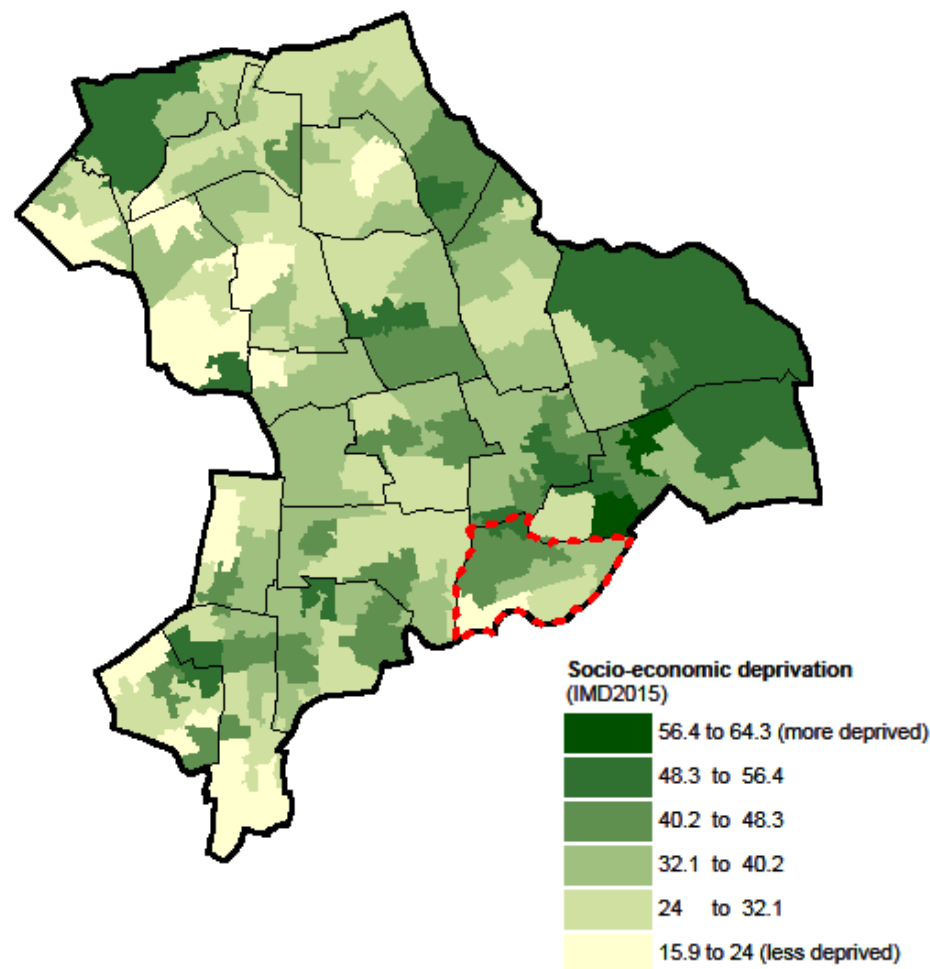 Socio-economic deprivation
(IMD2015)
56.4 to 64.3 (more deprived)
48.3 to 56.4
40.2 to 48.3
32.1 to 40.2
24 to 32.1
15.9 to 24 (less deprived)